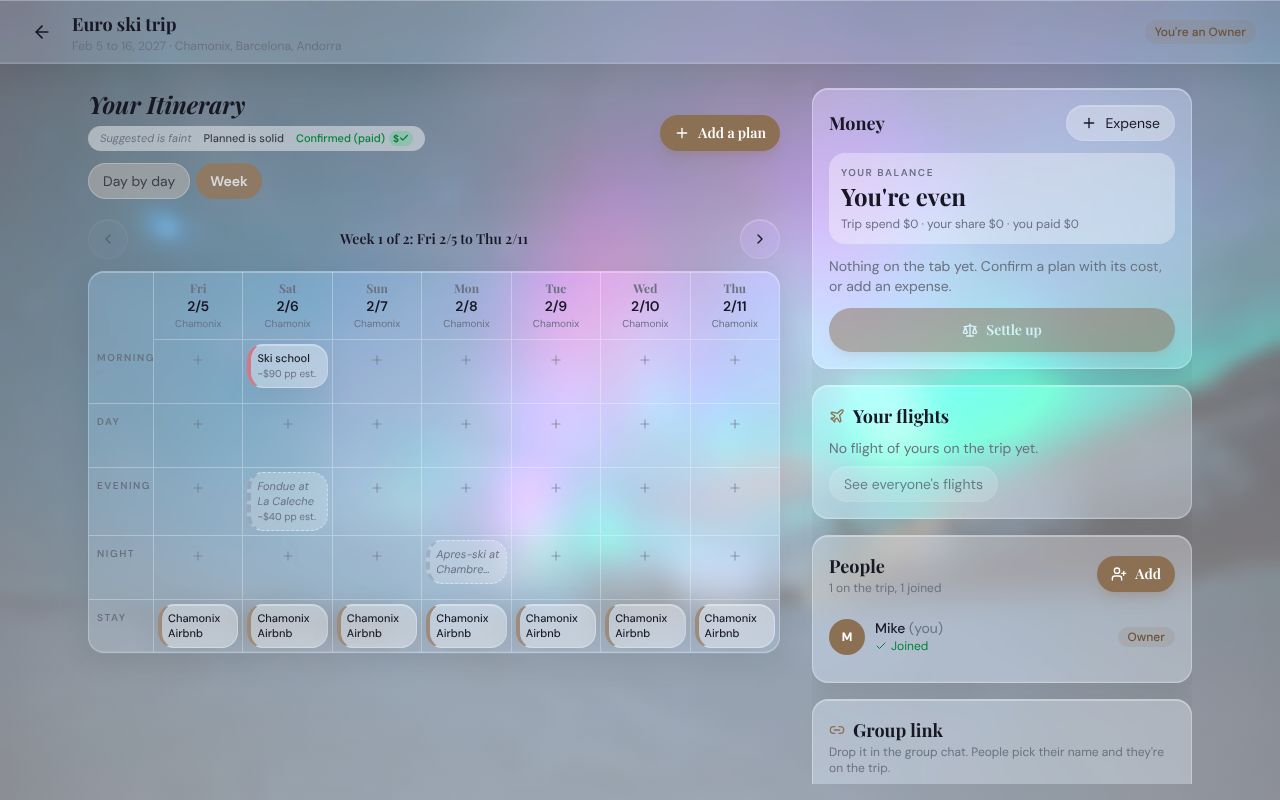 Euro ski trip
Feb 5 to 16, 2027 · Chamonix, Barcelona, Andorra
You're an Owner
Your Itinerary
Suggested is faint Planned is solid Confirmed (paid) $✓
+ Add a plan
Day by day Week
Week 1 of 2: Fri 2/5 to Thu 2/11
Fri Sat Sun Mon Tue Wed Thu
2/5 2/6 2/7 2/8 2/9 2/10 2/11
Chamonix Chamonix Chamonix Chamonix Chamonix Chamonix Chamonix
MORNING
+ Ski school + + + + +
~$90 pp est.
DAY
+ + + + + + +
EVENING
+ Fondue at + + + + +
La Caleche
~$40 pp est.
NIGHT
+ + + Apres-ski at + + +
Chambre...
STAY
Chamonix Chamonix Chamonix Chamonix Chamonix Chamonix Chamonix
Airbnb Airbnb Airbnb Airbnb Airbnb Airbnb Airbnb
Money
+ Expense
YOUR BALANCE
You're even
Trip spend $0 · your share $0 · you paid $0
Nothing on the tab yet. Confirm a plan with its cost,
or add an expense.
Settle up
Your flights
No flight of yours on the trip yet.
See everyone's flights
People
1 on the trip, 1 joined
Add
M
Mike (you)
✓ Joined
Owner
Group link
Drop it in the group chat. People pick their name and they're
on the trip.